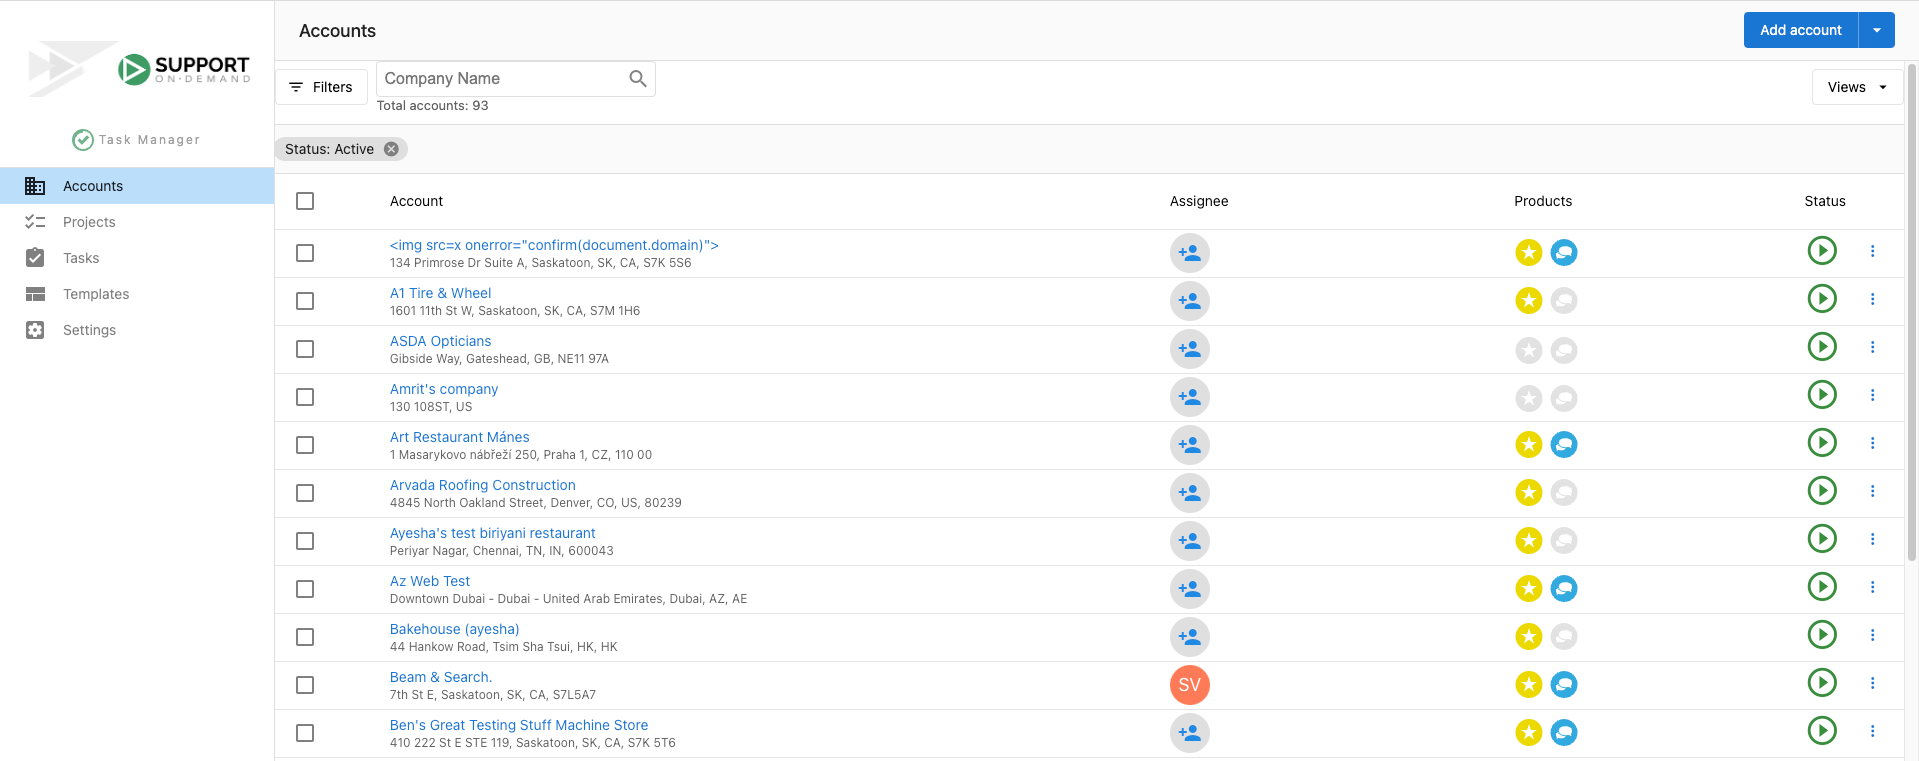 SUPPORT
ON-DEMAND
Task Manager
Accounts
Projects
Tasks
Templates
Settings
Accounts
Add account
Filters
Company Name
Total accounts: 93
Views
Status: Active
Account Assignee Products Status
<img src=x onerror="confirm(document.domain)">
134 Primrose Dr Suite A, Saskatoon, SK, CA, S7K 5S6
A1 Tire & Wheel
1601 11th St W, Saskatoon, SK, CA, S7M 1H6
ASDA Opticians
Gibside Way, Gateshead, GB, NE11 97A
Amrit's company
130 108ST, US
Art Restaurant Mánes
1 Masarykovo nábřeží 250, Praha 1, CZ, 110 00
Arvada Roofing Construction
4845 North Oakland Street, Denver, CO, US, 80239
Ayesha's test biriyani restaurant
Periyar Nagar, Chennai, TN, IN, 600043
Az Web Test
Downtown Dubai - Dubai - United Arab Emirates, Dubai, AZ, AE
Bakehouse (ayesha)
44 Hankow Road, Tsim Sha Tsui, HK, HK
Beam & Search.
7th St E, Saskatoon, SK, CA, S7L5A7
SV
Ben's Great Testing Stuff Machine Store
410 222 St E STE 119, Saskatoon, SK, CA, S7K 5T6